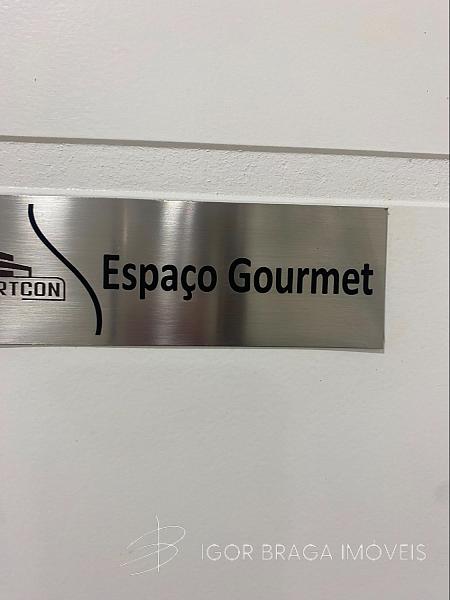 RTCON
Espaço Gourmet
IGOR BRAGA IMÓVEIS